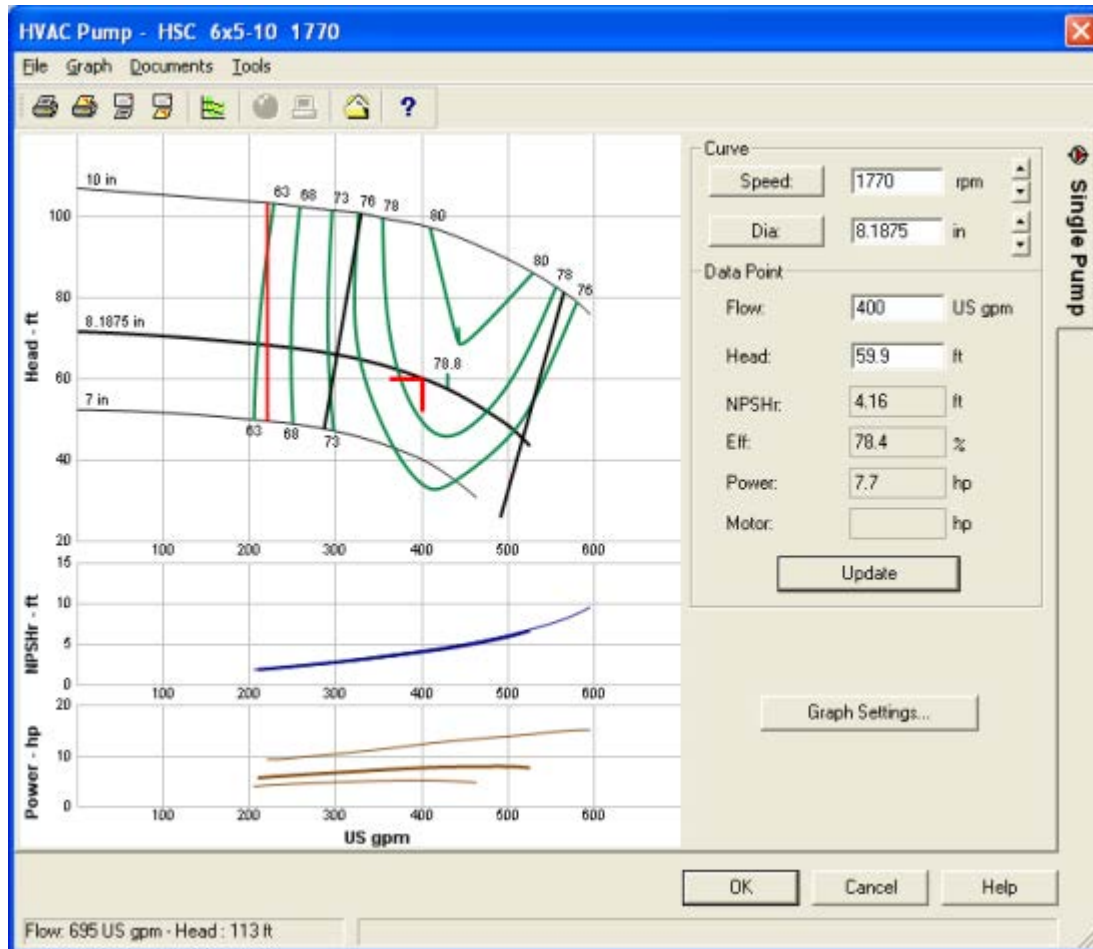 HVAC Pump - HSC 6x5-10 1770
File Graph Documents Tools
?
Curve
Speed: 1770 rpm
Dia: 8.1875 in
Data Point
Flow: 400 US gpm
Head: 59.9 ft
NPSHr: 4.16 ft
Eff: 78.4 %
Power: 7.7 hp
Motor: hp
Update
Graph Settings...
Single Pump
Head - ft
100
80
60
40
20
10 in
63 68 73 76 78 80
80
78
76
8.1875 in
78.8
7 in
63 68 73
100 200 300 400 500 600
NPSHr - ft
15
10
5
0
100 200 300 400 500 600
Power - hp
20
10
0
100 200 300 400 500 600
US gpm
OK Cancel Help
Flow: 695 US gpm - Head : 113 ft